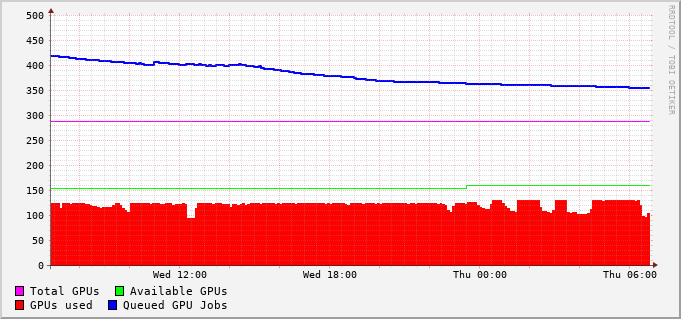 500
450
400
350
300
250
200
150
100
50
0
Wed 12:00 Wed 18:00 Thu 00:00 Thu 06:00
Total GPUs Available GPUs
GPUs used Queued GPU Jobs
RRDTOOL / TOBI OETIKER